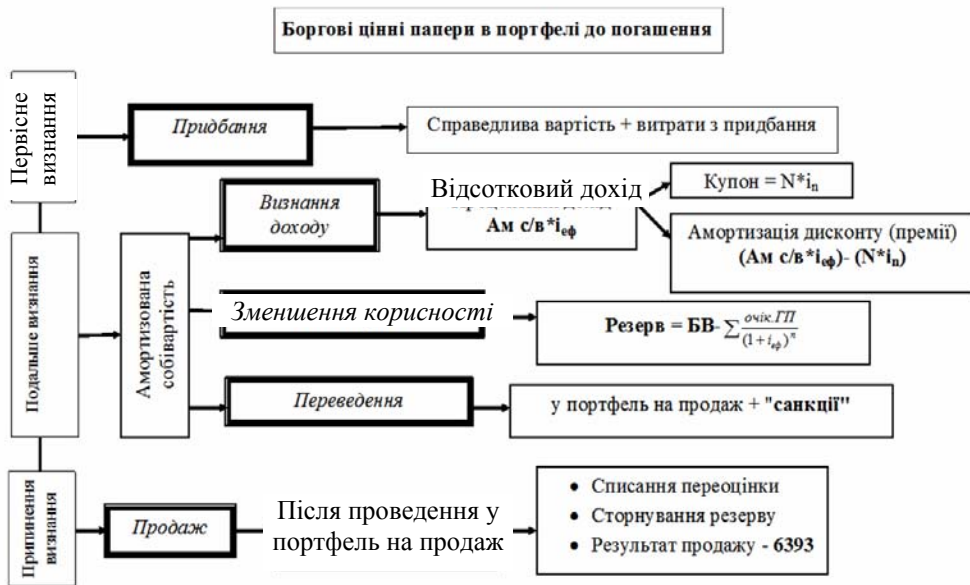 Боргові цінні папери в портфелі до погашення
Первісне
визнання
Придбання
Справедлива вартість + витрати з придбання
Визнання
доходу
Відсотковий дохід
Ам с/в*iеф
Купон = N*in
Амортизація дисконту (премії)
(Ам с/в*iеф)- (N*in)
Подальше визнання
Амортизована
собівартість
Зменшення корисності
Резерв = БВ- ∑ очік.ГП / (1+iеф)^n
Переведення
у портфель на продаж + "санкції"
Припинення
визнання
Продаж
Після проведення у
портфель на продаж
• Списання переоцінки
• Сторнування резерву
• Результат продажу - 6393